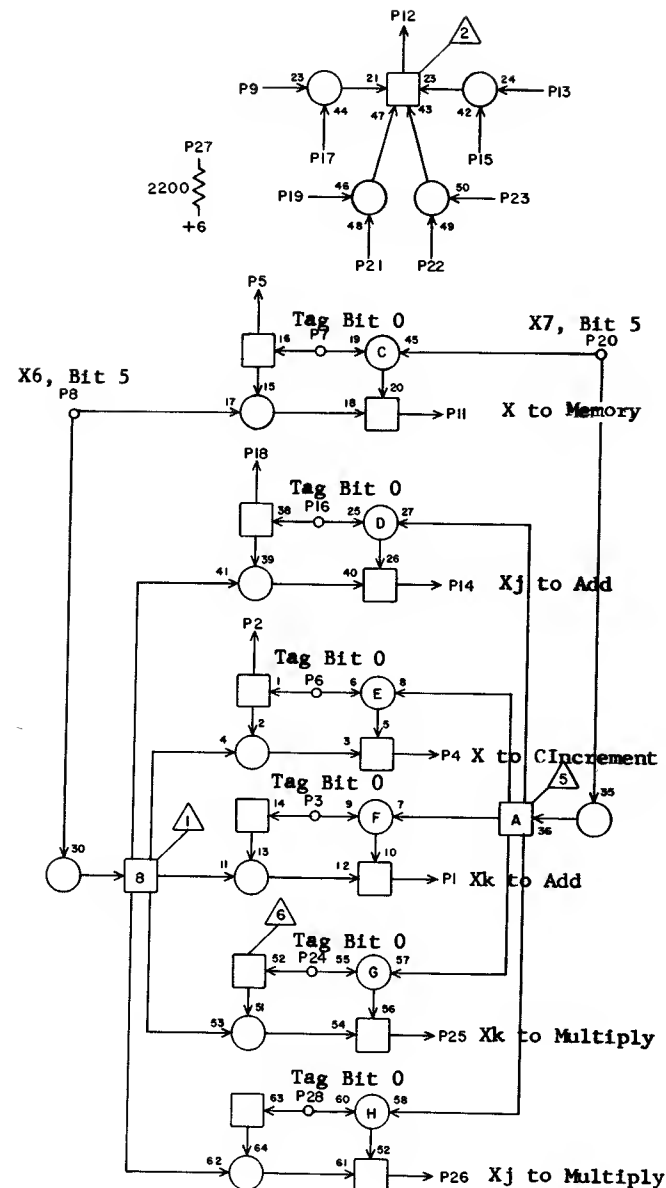 P12
2
P9 23 21 23 24 P13
44 47 43 42
P17 P15
P27
2200
+6
P19 46 50 P23
48 49
P21 P22
P5
Tag Bit 0
P7
X7, Bit 5
P20
16 19 C 45
X6, Bit 5
P8
15 20
17 18 P11 X to Memory
P18
Tag Bit 0
P16
38 25 D 27
39 26
41 40 P14 Xj to Add
P2
Tag Bit 0
P6
1 6 E 8
2 5
4 3 P4 X to CIncrement
Tag Bit 0
P3
5
35
14 9 F 7 A 36
1
30
13 10
8 11 12 P1 Xk to Add
6
Tag Bit 0
P24
52 55 G 57
51 56
53 54 P25 Xk to Multiply
Tag Bit 0
P28
63 60 H 58
64 52
62 61 P26 Xj to Multiply